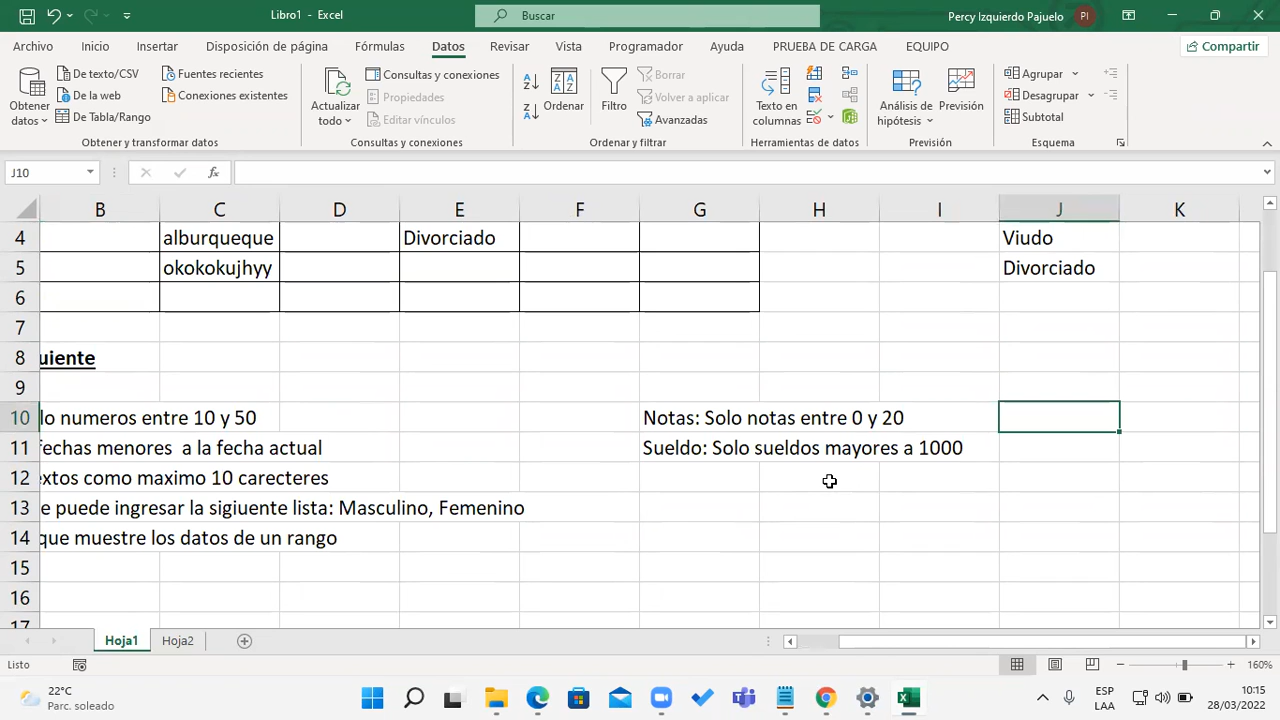 Libro1 - Excel
Buscar
Percy Izquierdo Pajuelo
PI
Archivo Inicio Insertar Disposición de página Fórmulas Datos Revisar Vista Programador Ayuda PRUEBA DE CARGA EQUIPO
Compartir
Obtener datos
De texto/CSV
De la web
De Tabla/Rango
Fuentes recientes
Conexiones existentes
Obtener y transformar datos
Actualizar todo
Consultas y conexiones
Propiedades
Editar vínculos
Consultas y conexiones
Ordenar
Filtro
Borrar
Volver a aplicar
Avanzadas
Ordenar y filtrar
Texto en columnas
Herramientas de datos
Análisis de hipótesis
Previsión
Previsión
Agrupar
Desagrupar
Subtotal
Esquema
J10
B C D E F G H I J K
4 alburqueque Divorciado Viudo
5 okokokujhyy Divorciado
6
7
8 uiente
9
10 lo numeros entre 10 y 50 Notas: Solo notas entre 0 y 20
11 fechas menores a la fecha actual Sueldo: Solo sueldos mayores a 1000
12 extos como maximo 10 carecteres
13 e puede ingresar la sigiuente lista: Masculino, Femenino
14 que muestre los datos de un rango
15
16
17
Hoja1 Hoja2
Listo
160%
22°C
Parc. soleado
ESP
LAA
10:15
28/03/2022